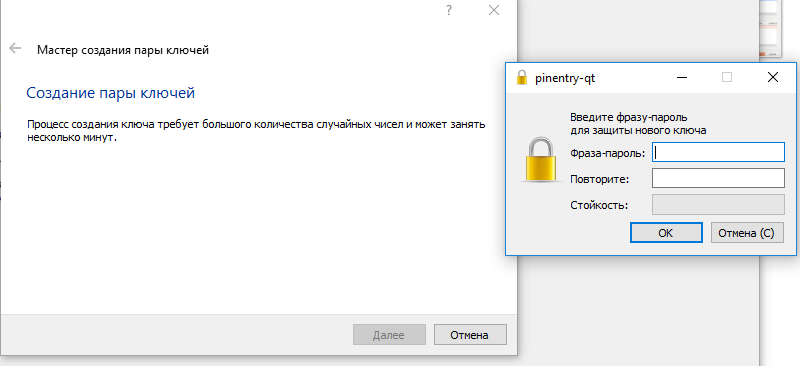 ?
Мастер создания пары ключей
Создание пары ключей
Процесс создания ключа требует большого количества случайных чисел и может занять
несколько минут.
Далее
Отмена
pinentry-qt
Введите фразу-пароль
для защиты нового ключа
Фраза-пароль:
Повторите:
Стойкость:
OK
Отмена (C)